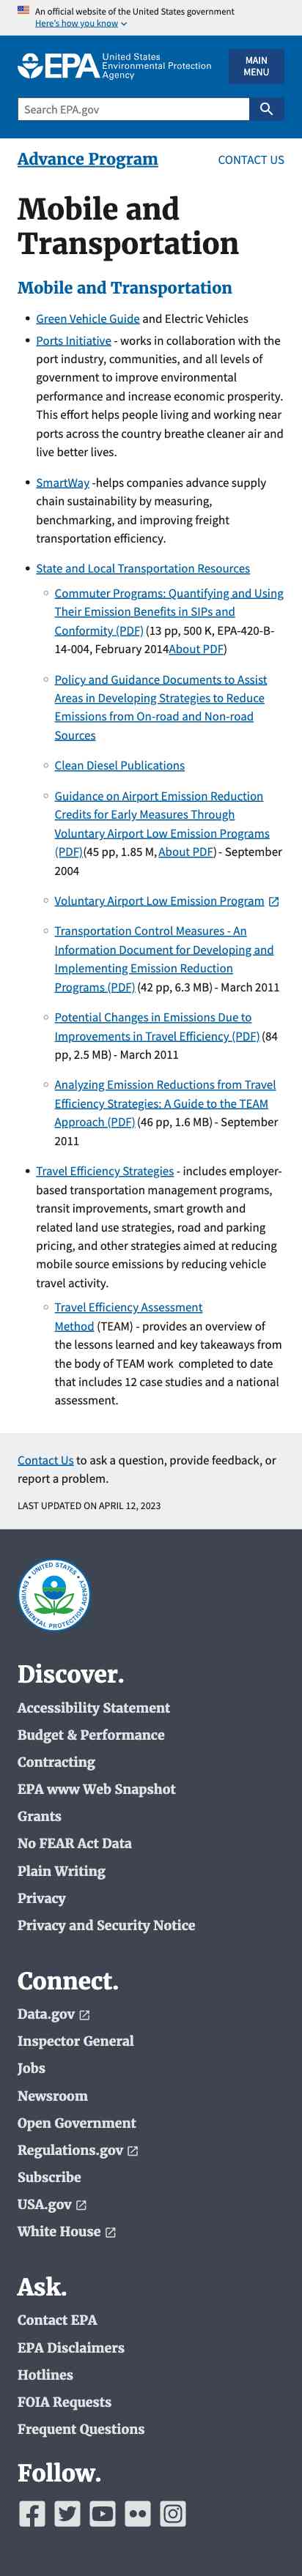 An official website of the United States government
Here's how you know
EPA United States
Environmental Protection
Agency
MAIN
MENU
Search EPA.gov
Advance Program
CONTACT US
Mobile and
Transportation
Mobile and Transportation
• Green Vehicle Guide and Electric Vehicles
• Ports Initiative - works in collaboration with the
port industry, communities, and all levels of
government to improve environmental
performance and increase economic prosperity.
This effort helps people living and working near
ports across the country breathe cleaner air and
live better lives.
• SmartWay -helps companies advance supply
chain sustainability by measuring,
benchmarking, and improving freight
transportation efficiency.
• State and Local Transportation Resources
◦ Commuter Programs: Quantifying and Using
Their Emission Benefits in SIPs and
Conformity (PDF) (13 pp, 500 K, EPA-420-B-
14-004, February 2014About PDF)
◦ Policy and Guidance Documents to Assist
Areas in Developing Strategies to Reduce
Emissions from On-road and Non-road
Sources
◦ Clean Diesel Publications
◦ Guidance on Airport Emission Reduction
Credits for Early Measures Through
Voluntary Airport Low Emission Programs
(PDF)(45 pp, 1.85 M, About PDF) - September
2004
◦ Voluntary Airport Low Emission Program
◦ Transportation Control Measures - An
Information Document for Developing and
Implementing Emission Reduction
Programs (PDF) (42 pp, 6.3 MB) - March 2011
◦ Potential Changes in Emissions Due to
Improvements in Travel Efficiency (PDF) (84
pp, 2.5 MB) - March 2011
◦ Analyzing Emission Reductions from Travel
Efficiency Strategies: A Guide to the TEAM
Approach (PDF) (46 pp, 1.6 MB) - September
2011
• Travel Efficiency Strategies - includes employer-
based transportation management programs,
transit improvements, smart growth and
related land use strategies, road and parking
pricing, and other strategies aimed at reducing
mobile source emissions by reducing vehicle
travel activity.
◦ Travel Efficiency Assessment
Method (TEAM) - provides an overview of
the lessons learned and key takeaways from
the body of TEAM work completed to date
that includes 12 case studies and a national
assessment.
Contact Us to ask a question, provide feedback, or
report a problem.
LAST UPDATED ON APRIL 12, 2023
UNITED STATES
ENVIRONMENTAL PROTECTION AGENCY
Discover.
Accessibility Statement
Budget & Performance
Contracting
EPA www Web Snapshot
Grants
No FEAR Act Data
Plain Writing
Privacy
Privacy and Security Notice
Connect.
Data.gov
Inspector General
Jobs
Newsroom
Open Government
Regulations.gov
Subscribe
USA.gov
White House
Ask.
Contact EPA
EPA Disclaimers
Hotlines
FOIA Requests
Frequent Questions
Follow.